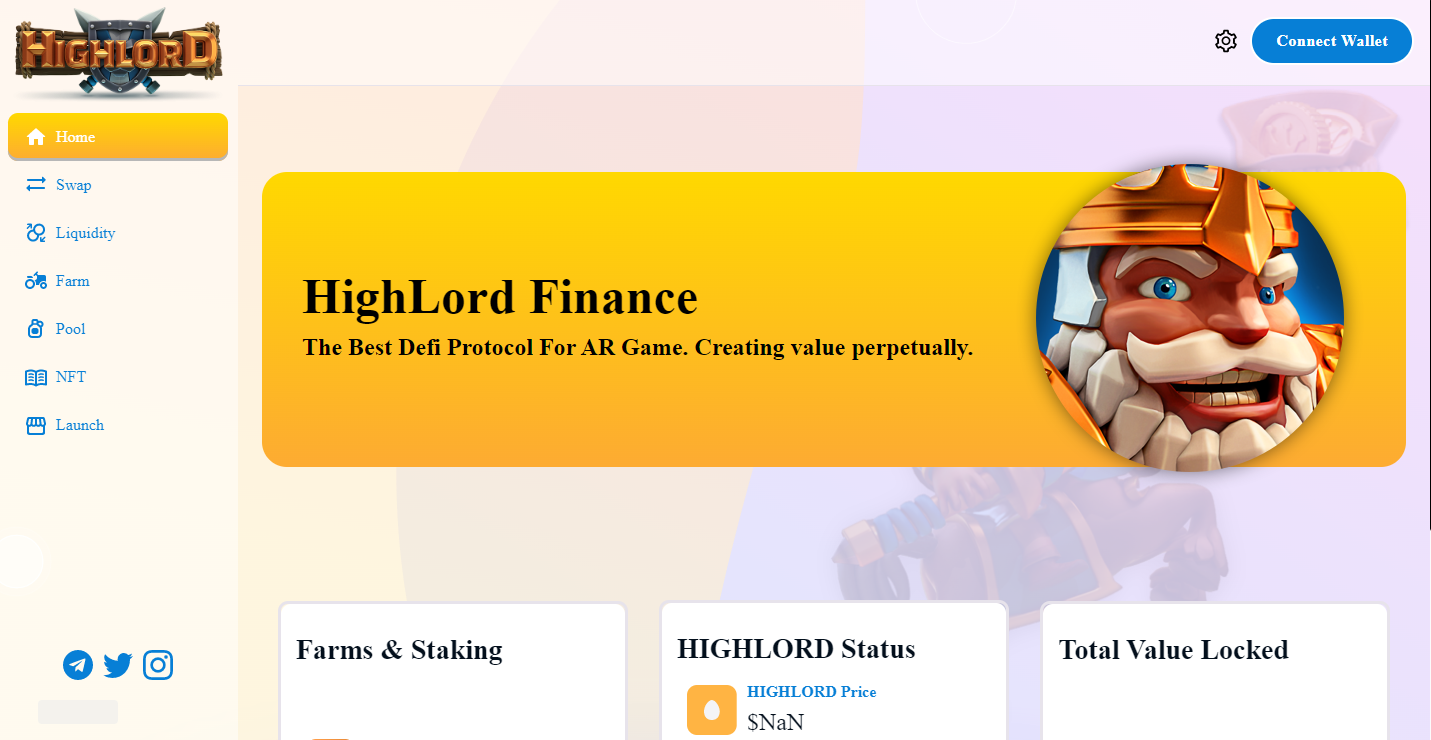 HIGHLORD
Connect Wallet
Home
Swap
Liquidity
Farm
Pool
NFT
Launch
HighLord Finance
The Best Defi Protocol For AR Game. Creating value perpetually.
Farms & Staking
HIGHLORD Status
HIGHLORD Price
$NaN
Total Value Locked